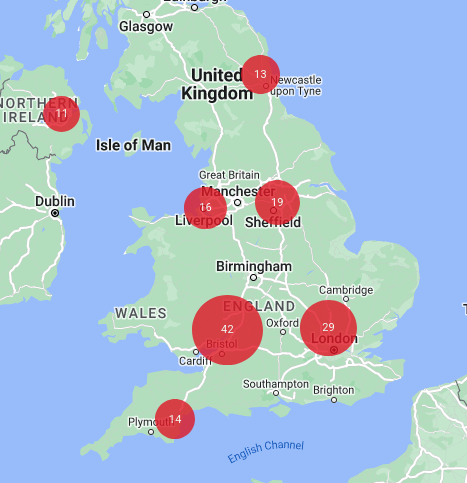 Glasgow
United
Kingdom
13
Newcastle
upon Tyne
NORTHERN
IRELAND
11
Isle of Man
Great Britain
Manchester
Dublin
16
19
Liverpool
Sheffield
Birmingham
Cambridge
ENGLAND
WALES
Oxford
42
29
London
Bristol
Cardiff
Southampton
Brighton
Plymouth
14
English Channel